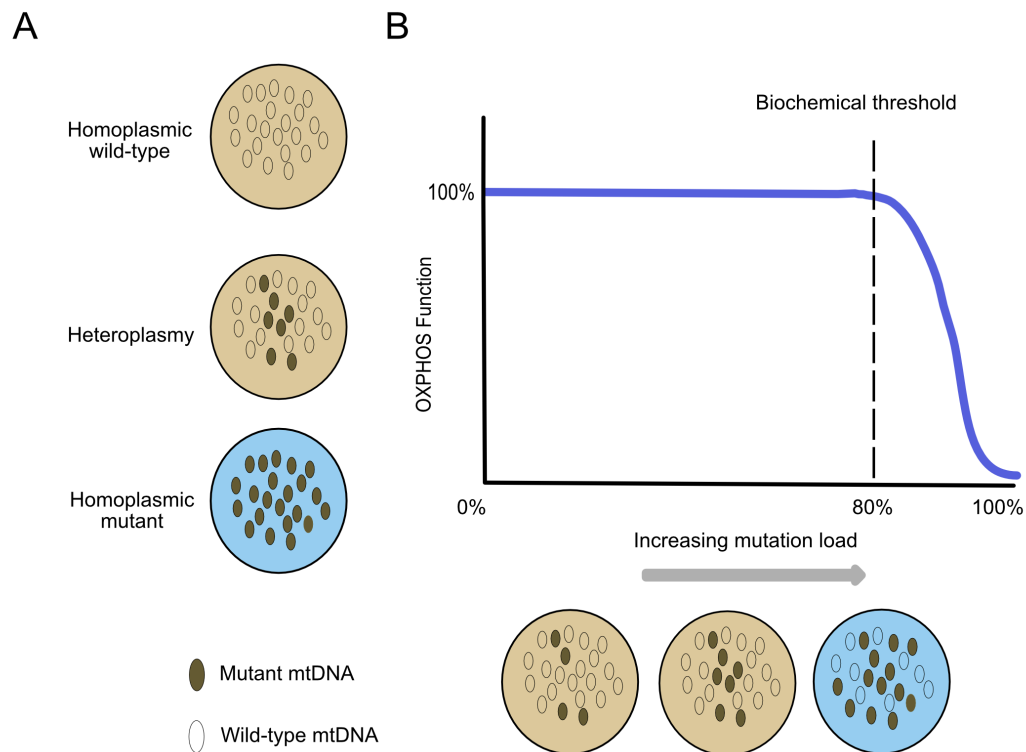 A
Homoplasmic
wild-type
Heteroplasmy
Homoplasmic
mutant
Mutant mtDNA
Wild-type mtDNA
B
Biochemical threshold
100%
OXPHOS Function
0%
80%
100%
Increasing mutation load